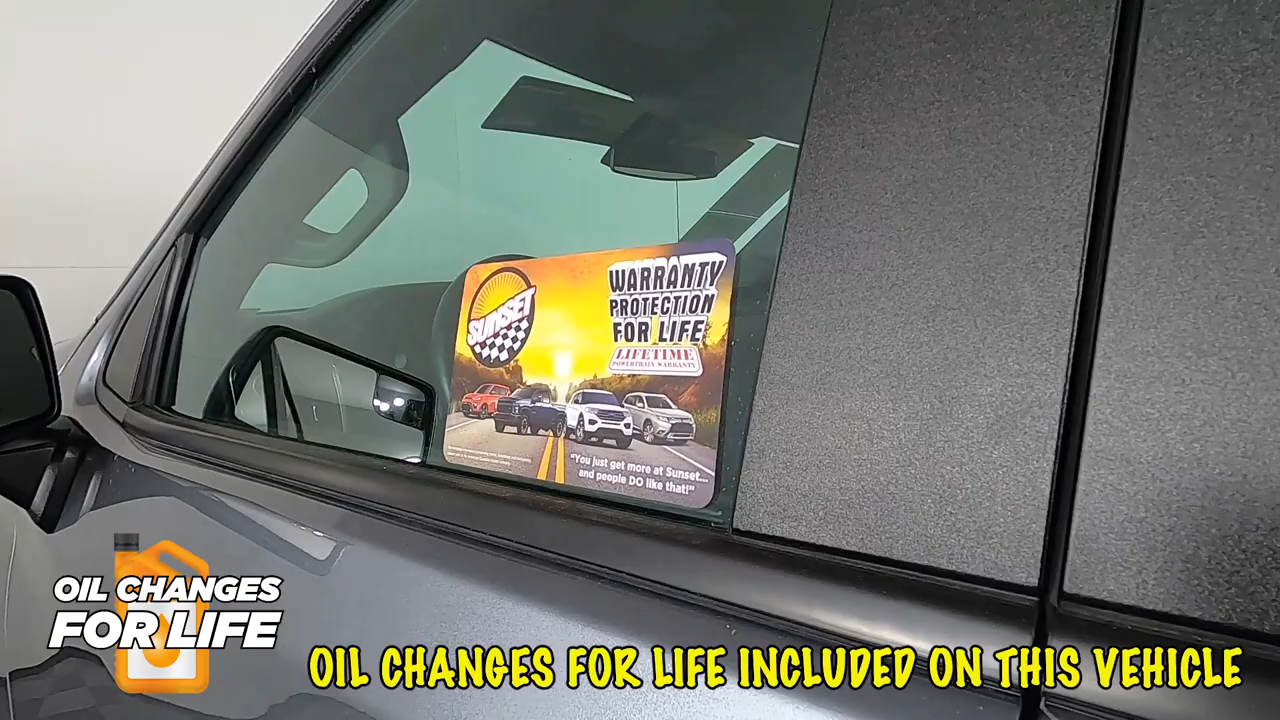 SUNSET
WARRANTY
PROTECTION
FOR LIFE
LIFETIME
POWERTRAIN WARRANTY
"You just get more at Sunset...
and people DO like that!"
OIL CHANGES
FOR LIFE
OIL CHANGES FOR LIFE INCLUDED ON THIS VEHICLE